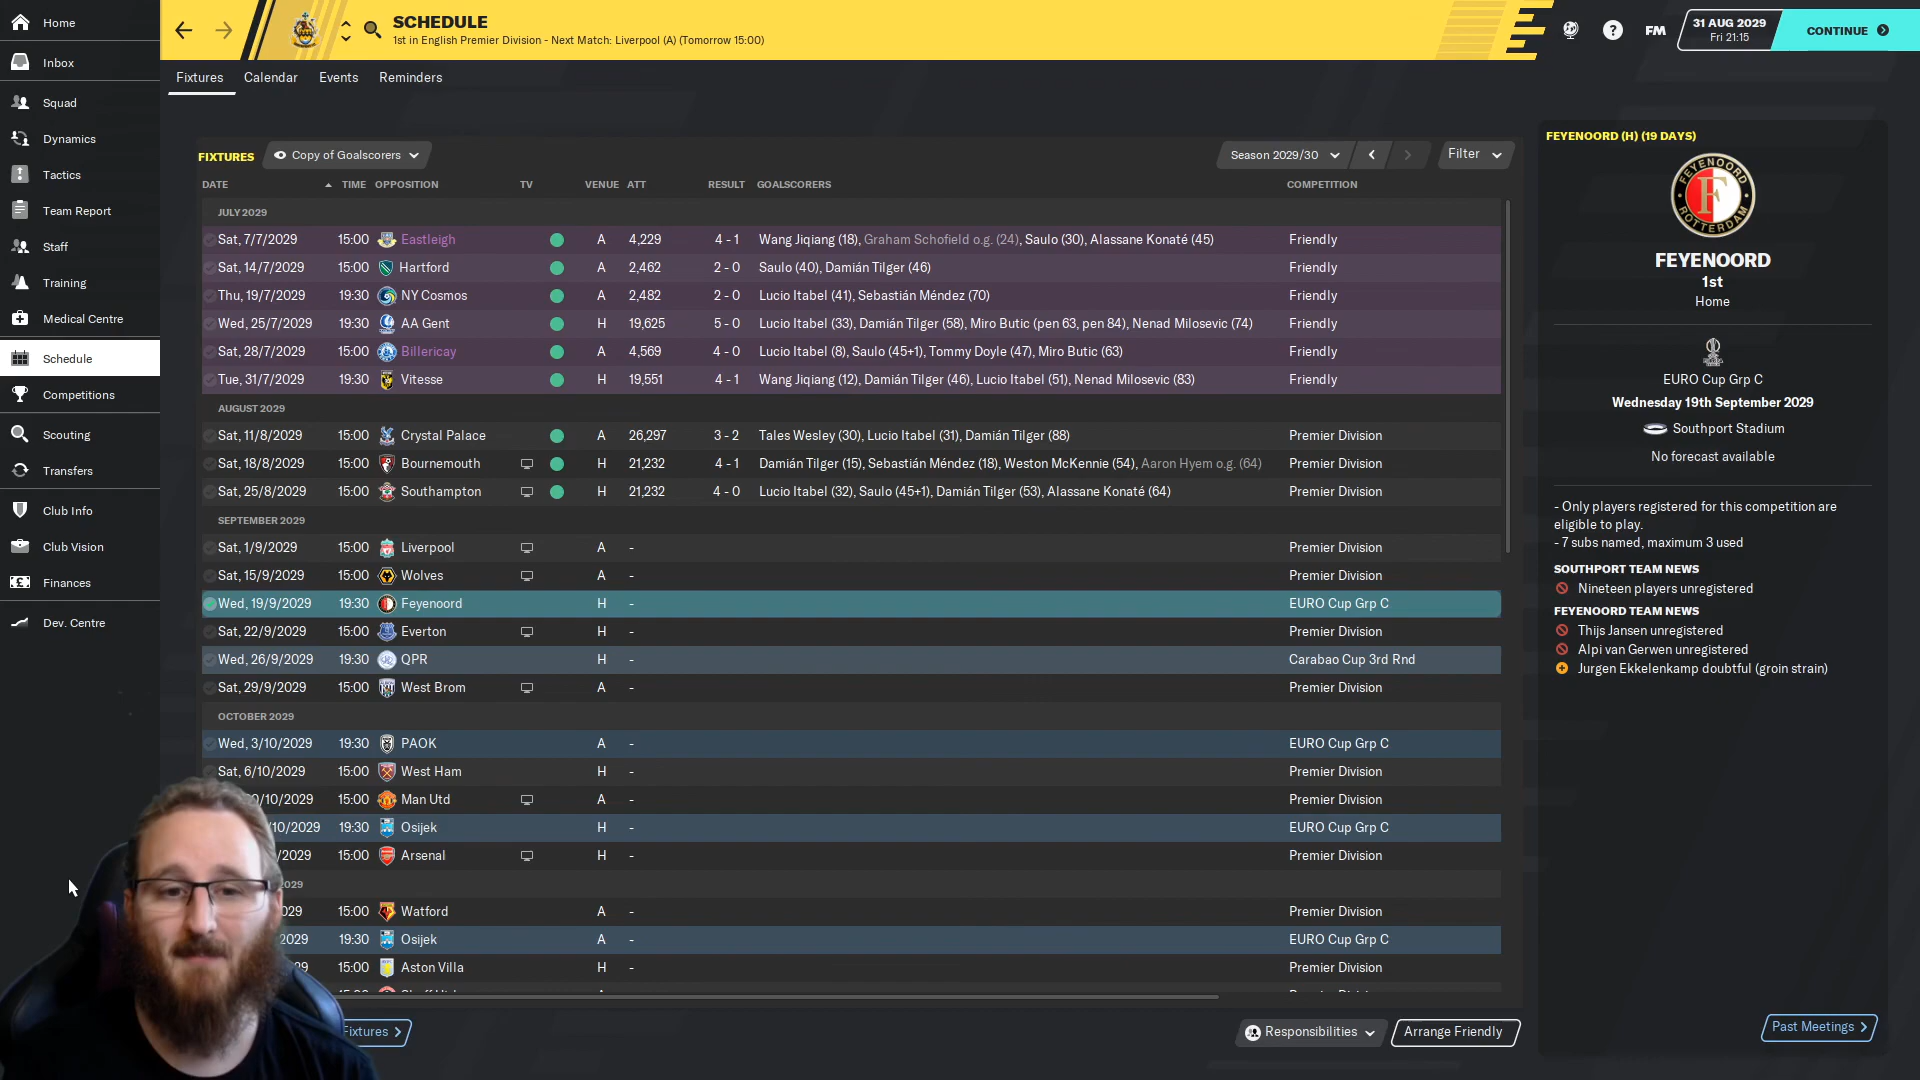 Home
Inbox
Squad
Dynamics
Tactics
Team Report
Staff
Training
Medical Centre
Schedule
Competitions
Scouting
Transfers
Club Info
Club Vision
Finances
Dev. Centre
SCHEDULE
1st in English Premier Division - Next Match: Liverpool (A) (Tomorrow 15:00)
FM
31 AUG 2029
Fri 21:15
CONTINUE
Fixtures Calendar Events Reminders
FIXTURES Copy of Goalscorers Season 2029/30 Filter
DATE TIME OPPOSITION TV VENUE ATT RESULT GOALSCORERS COMPETITION
JULY 2029
Sat, 7/7/2029 15:00 Eastleigh A 4,229 4 - 1 Wang Jiqiang (18), Graham Schofield o.g. (24), Saulo (30), Alassane Konaté (45) Friendly
Sat, 14/7/2029 15:00 Hartford A 2,462 2 - 0 Saulo (40), Damián Tilger (46) Friendly
Thu, 19/7/2029 19:30 NY Cosmos A 2,482 2 - 0 Lucio Itabel (41), Sebastián Méndez (70) Friendly
Wed, 25/7/2029 19:30 AA Gent H 19,625 5 - 0 Lucio Itabel (33), Damián Tilger (58), Miro Butic (pen 63, pen 84), Nenad Milosevic (74) Friendly
Sat, 28/7/2029 15:00 Billericay A 4,569 4 - 0 Lucio Itabel (8), Saulo (45+1), Tommy Doyle (47), Miro Butic (63) Friendly
Tue, 31/7/2029 19:30 Vitesse H 19,551 4 - 1 Wang Jiqiang (12), Damián Tilger (46), Lucio Itabel (51), Nenad Milosevic (83) Friendly
AUGUST 2029
Sat, 11/8/2029 15:00 Crystal Palace A 26,297 3 - 2 Tales Wesley (30), Lucio Itabel (31), Damián Tilger (88) Premier Division
Sat, 18/8/2029 15:00 Bournemouth H 21,232 4 - 1 Damián Tilger (15), Sebastián Méndez (18), Weston McKennie (54), Aaron Hyem o.g. (64) Premier Division
Sat, 25/8/2029 15:00 Southampton H 21,232 4 - 0 Lucio Itabel (32), Saulo (45+1), Damián Tilger (53), Alassane Konaté (64) Premier Division
SEPTEMBER 2029
Sat, 1/9/2029 15:00 Liverpool A - Premier Division
Sat, 15/9/2029 15:00 Wolves A - Premier Division
Wed, 19/9/2029 19:30 Feyenoord H - EURO Cup Grp C
Sat, 22/9/2029 15:00 Everton H - Premier Division
Wed, 26/9/2029 19:30 QPR H - Carabao Cup 3rd Rnd
Sat, 29/9/2029 15:00 West Brom A - Premier Division
OCTOBER 2029
Wed, 3/10/2029 19:30 PAOK A - EURO Cup Grp C
Sat, 6/10/2029 15:00 West Ham H - Premier Division
0/10/2029 15:00 Man Utd A - Premier Division
/10/2029 19:30 Osijek H - EURO Cup Grp C
/2029 15:00 Arsenal H - Premier Division
2029
029 15:00 Watford A - Premier Division
2029 19:30 Osijek A - EURO Cup Grp C
29 15:00 Aston Villa H - Premier Division
Fixtures
Responsibilities
Arrange Friendly
FEYENOORD (H) (19 DAYS)
FEYENOORD
ROTTERDAM
FEYENOORD
1st
Home
EURO Cup Grp C
Wednesday 19th September 2029
Southport Stadium
No forecast available
- Only players registered for this competition are
eligible to play.
- 7 subs named, maximum 3 used
SOUTHPORT TEAM NEWS
Nineteen players unregistered
FEYENOORD TEAM NEWS
Thijs Jansen unregistered
Alpi van Gerwen unregistered
Jurgen Ekkelenkamp doubtful (groin strain)
Past Meetings